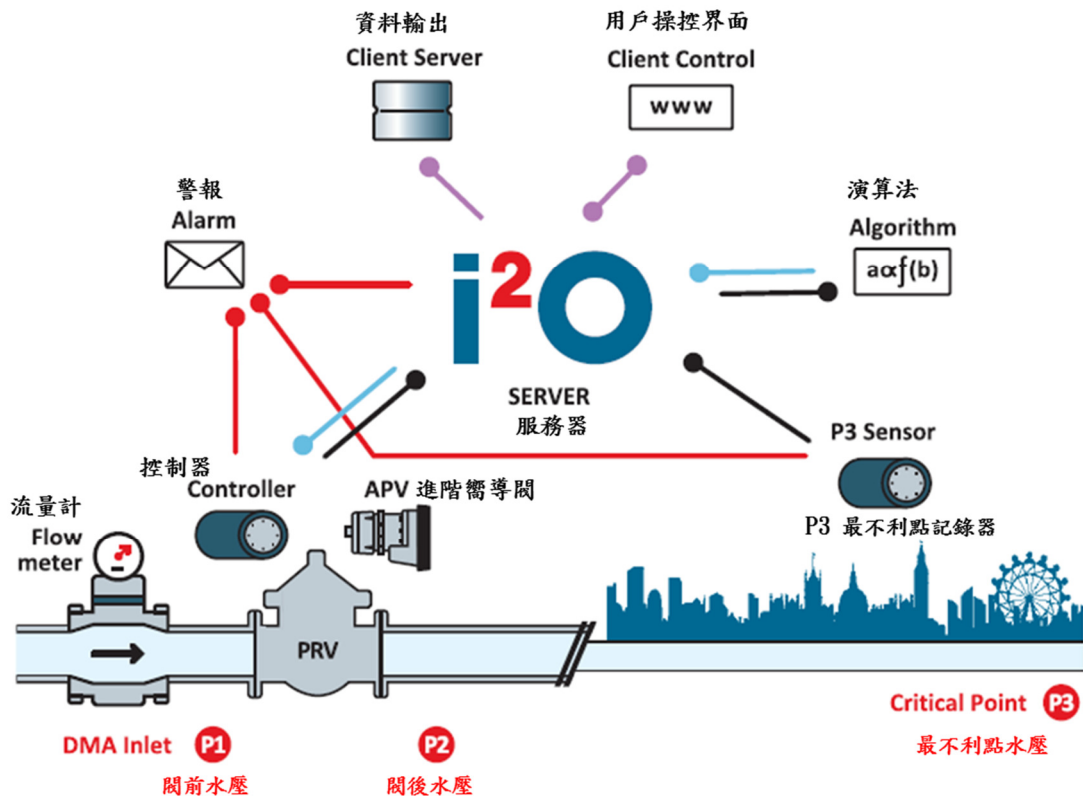 資料輸出
Client Server
用戶操控界面
Client Control
www
警報
Alarm
演算法
Algorithm
aαf(b)
i2O
SERVER
服務器
P3 Sensor
P3 最不利點記錄器
控制器
Controller
APV 進階嚮導閥
流量計
Flow
meter
PRV
DMA Inlet P1
閥前水壓
P2
閥後水壓
Critical Point P3
最不利點水壓